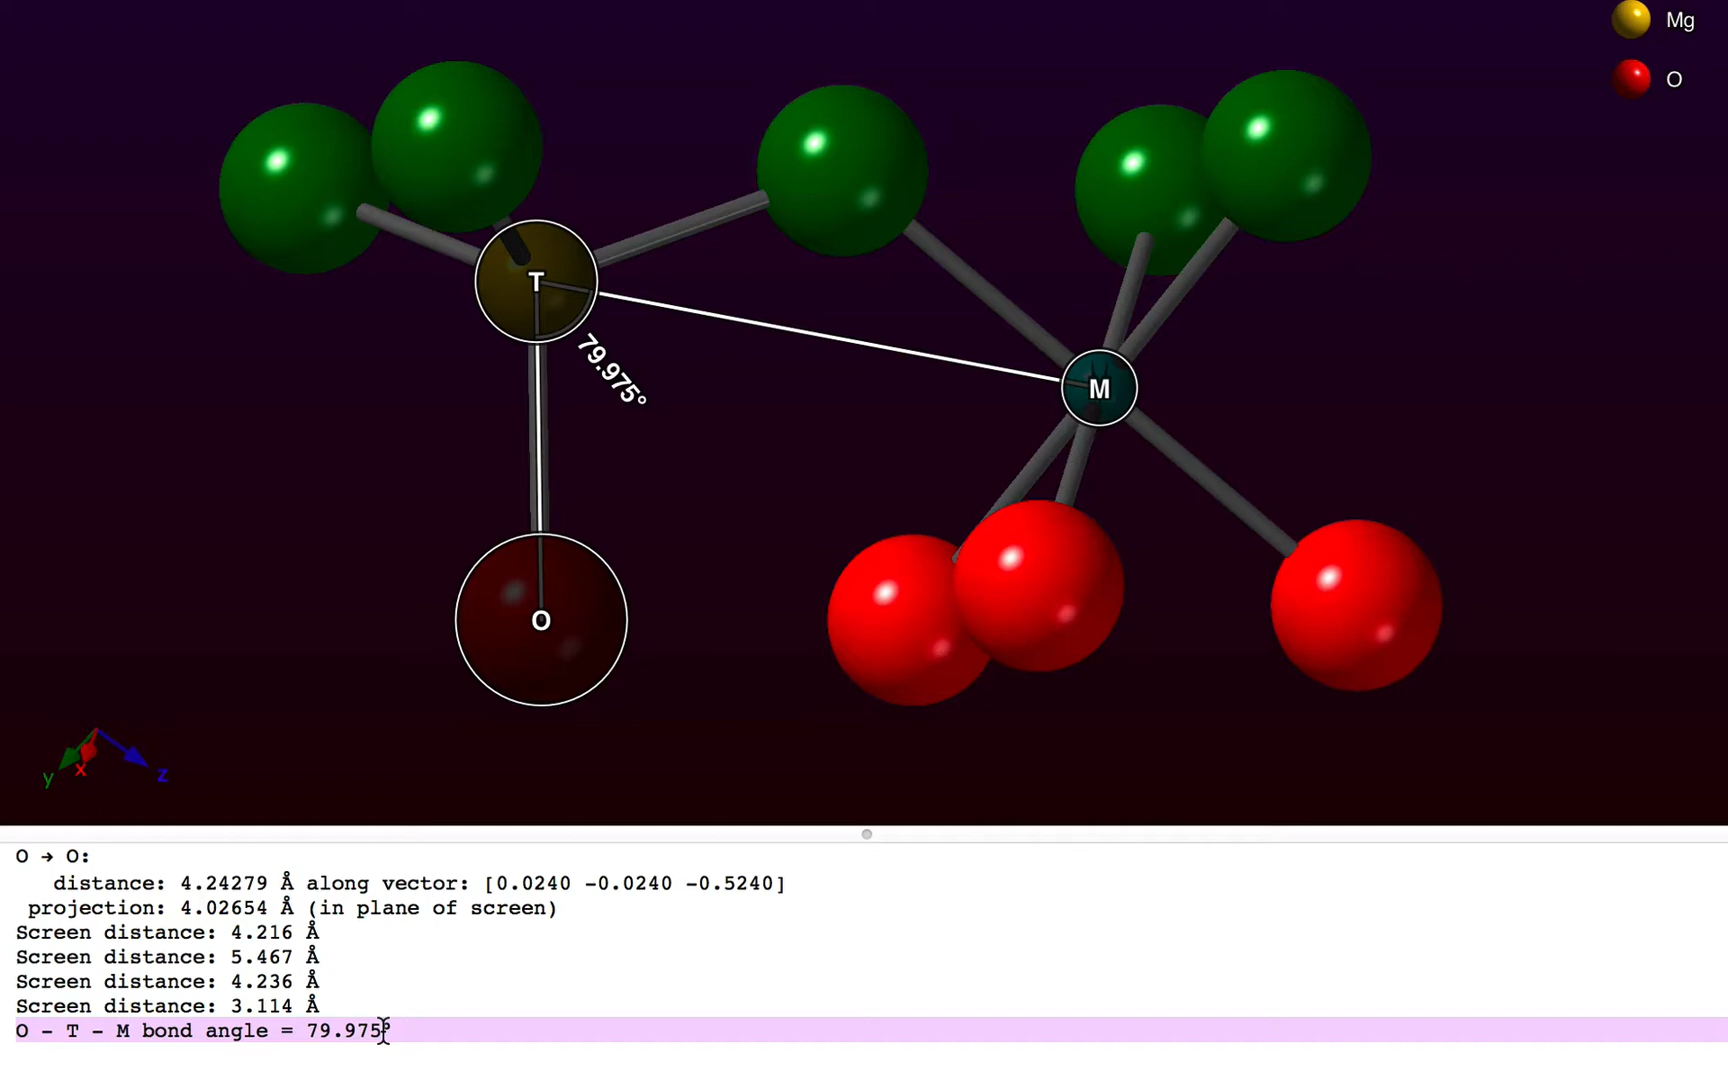 Mg
O
T
79.975°
M
O
y
x
z
O → O:
distance: 4.24279 Å along vector: [0.0240 -0.0240 -0.5240]
projection: 4.02654 Å (in plane of screen)
Screen distance: 4.216 Å
Screen distance: 5.467 Å
Screen distance: 4.236 Å
Screen distance: 3.114 Å
O - T - M bond angle = 79.975°